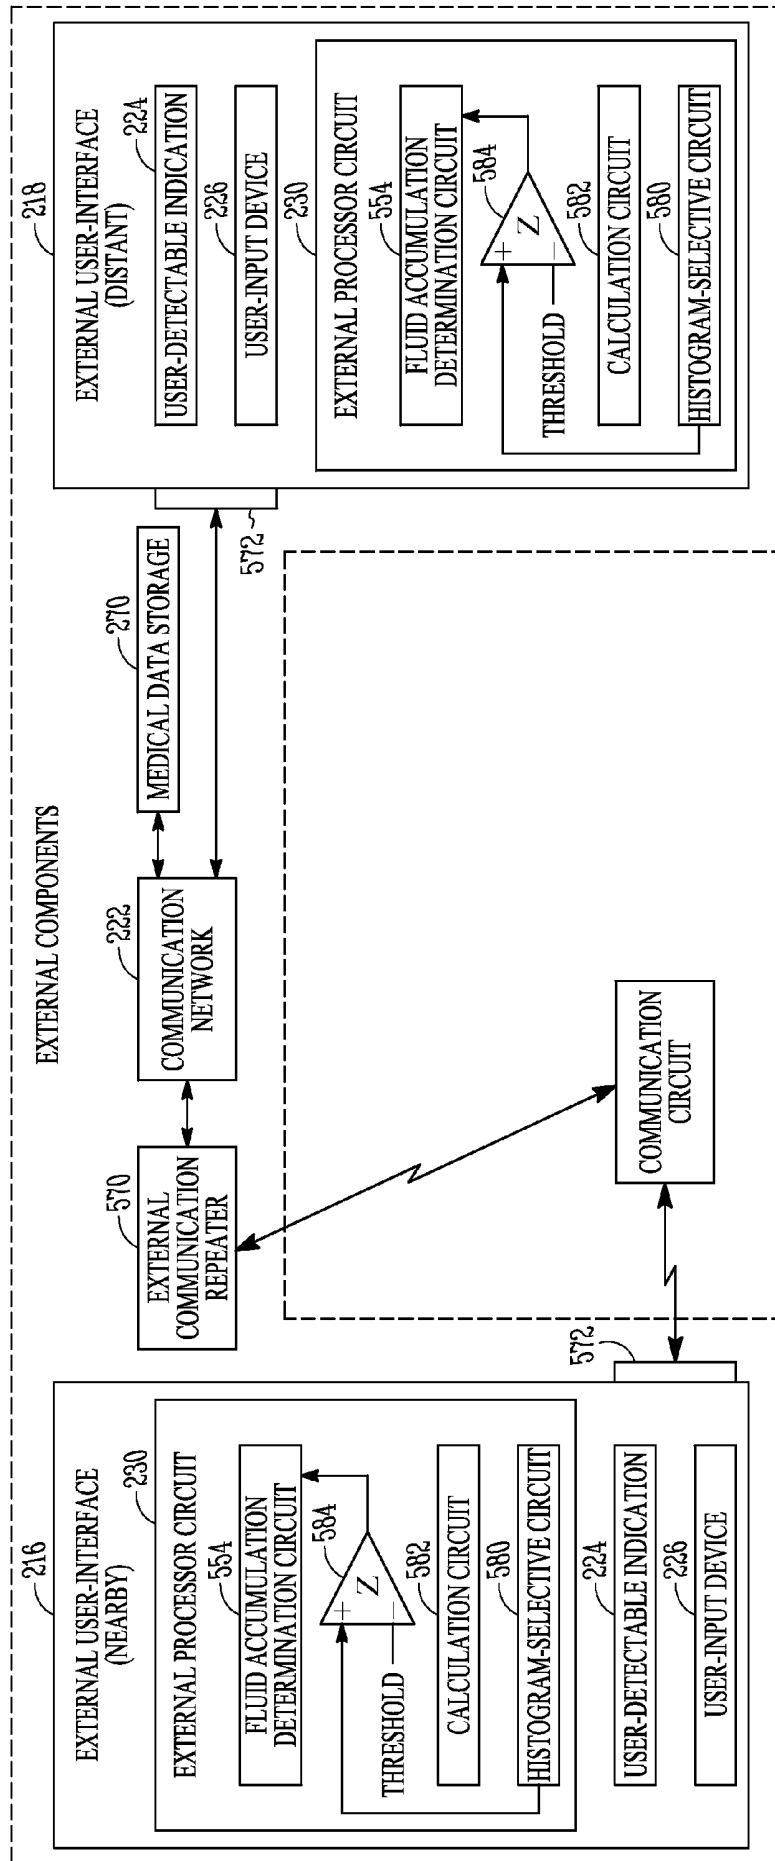 EXTERNAL COMPONENTS
216
EXTERNAL USER-INTERFACE
(NEARBY)
230
EXTERNAL PROCESSOR CIRCUIT
554
FLUID ACCUMULATION
DETERMINATION CIRCUIT
584
+
Z
−
THRESHOLD
582
CALCULATION CIRCUIT
580
HISTOGRAM-SELECTIVE CIRCUIT
224
USER-DETECTABLE INDICATION
226
USER-INPUT DEVICE
572
570
EXTERNAL
COMMUNICATION
REPEATER
222
COMMUNICATION
NETWORK
270
MEDICAL DATA STORAGE
COMMUNICATION
CIRCUIT
218
EXTERNAL USER-INTERFACE
(DISTANT)
224
USER-DETECTABLE INDICATION
226
USER-INPUT DEVICE
230
EXTERNAL PROCESSOR CIRCUIT
554
FLUID ACCUMULATION
DETERMINATION CIRCUIT
584
+
Z
−
THRESHOLD
582
CALCULATION CIRCUIT
580
HISTOGRAM-SELECTIVE CIRCUIT
572